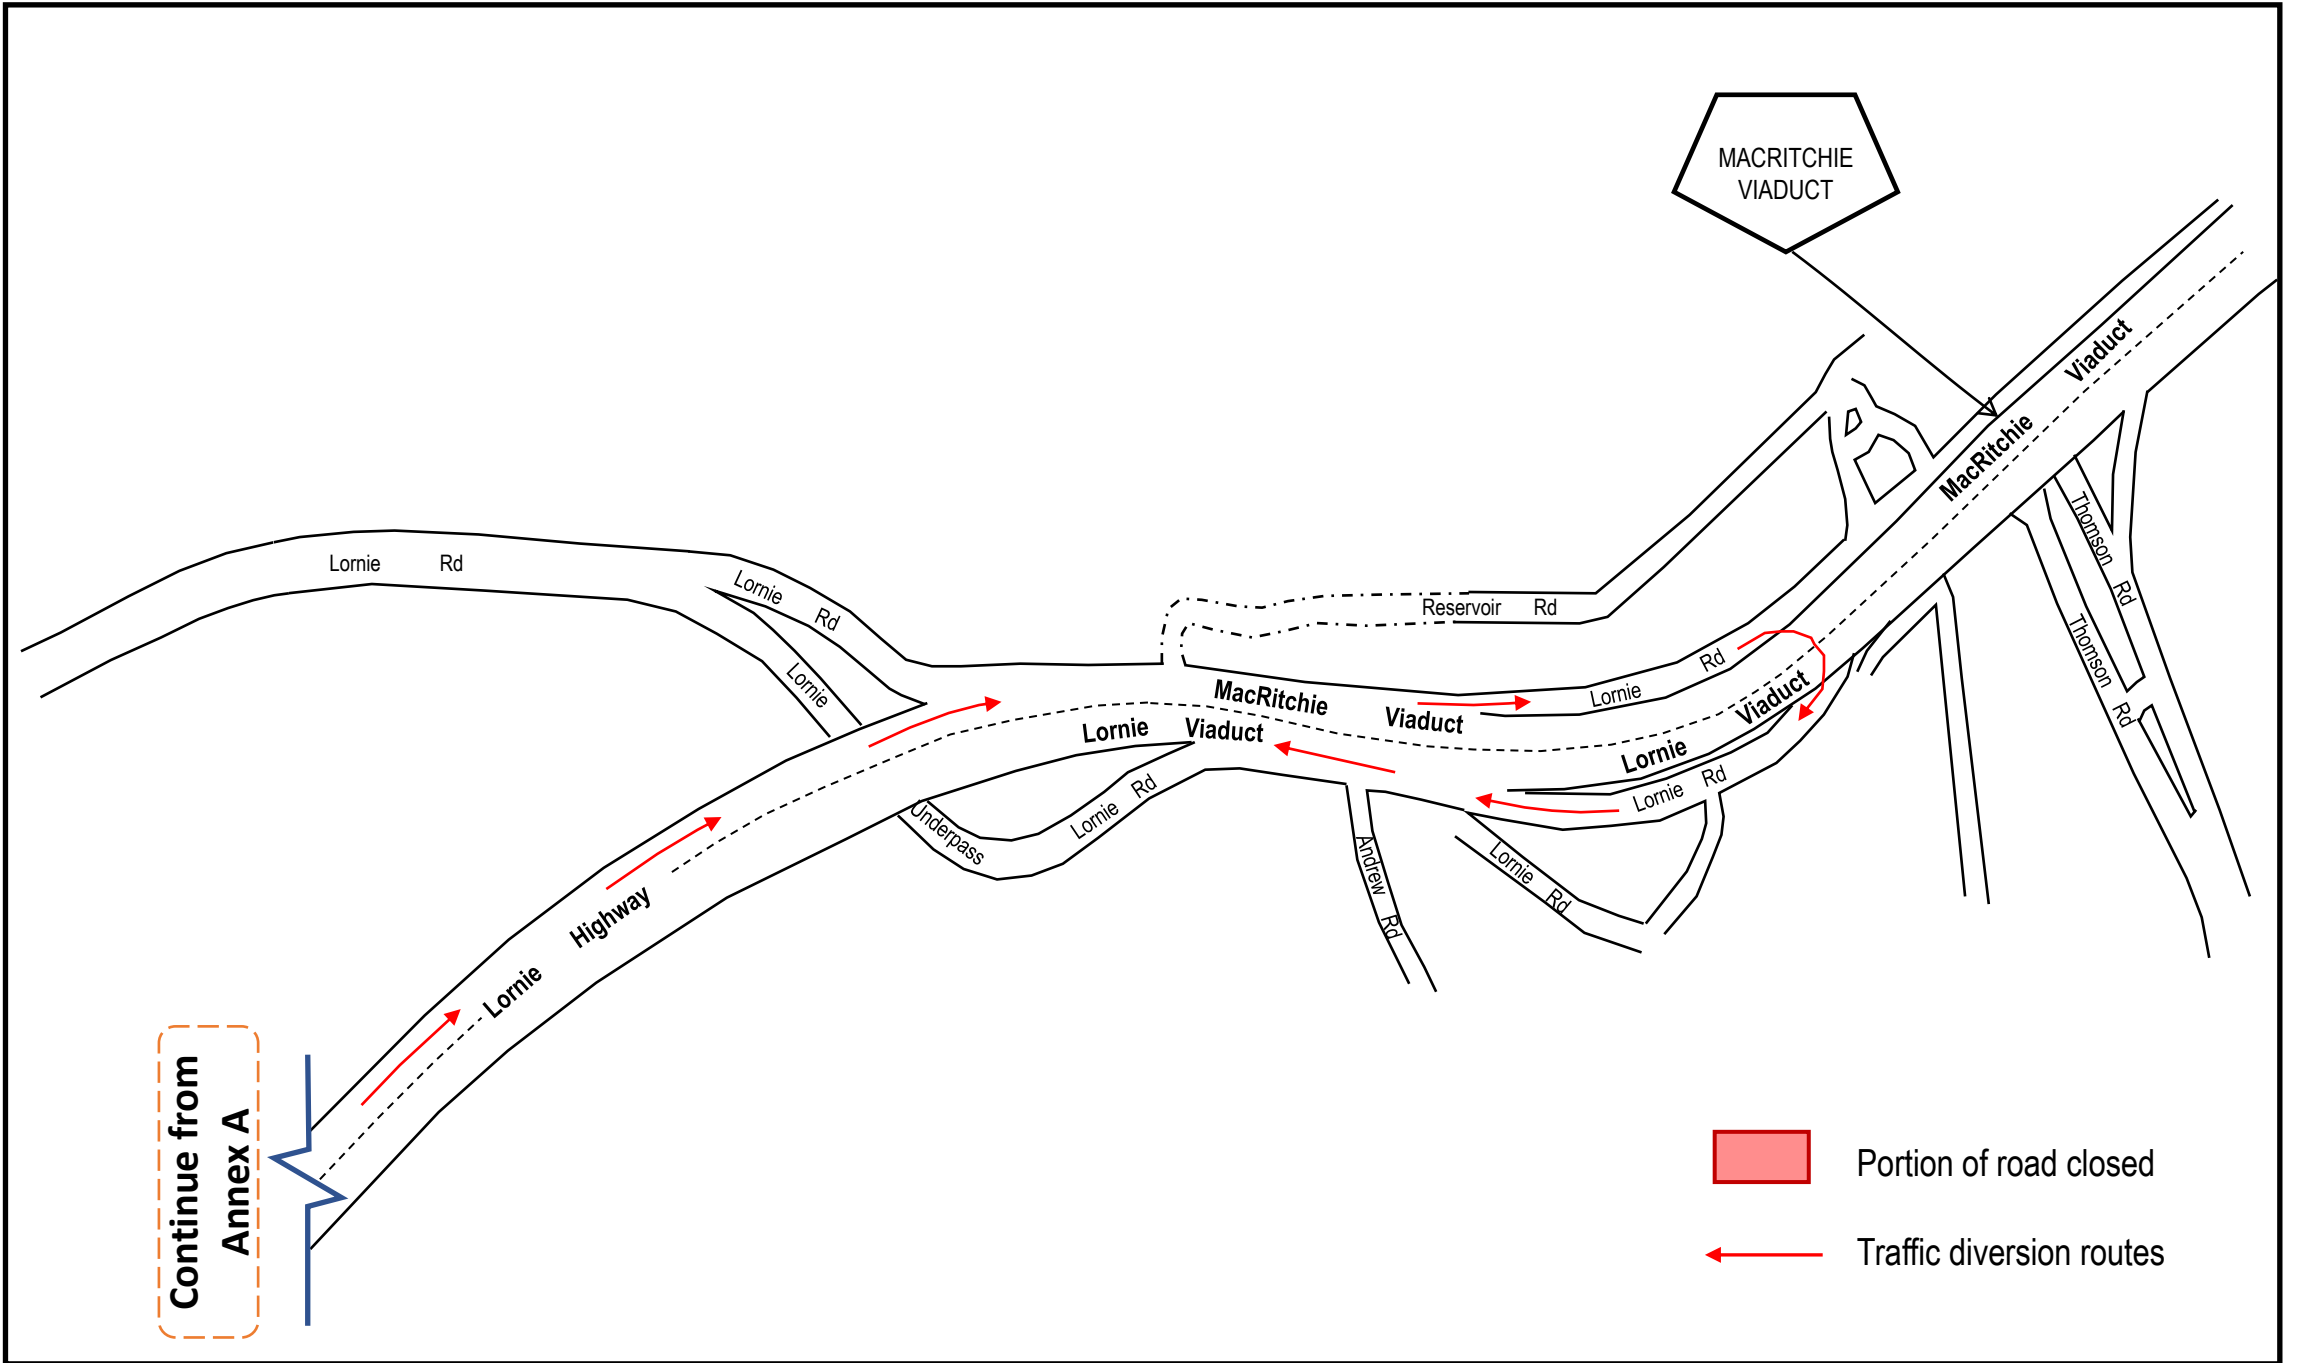 MACRITCHIE
VIADUCT
MacRitchie Viaduct
Lornie Rd
Lornie Rd
Lornie
Reservoir Rd
MacRitchie Viaduct
Lornie Viaduct
Lornie Rd
Lornie Viaduct
Lornie Rd
Thomson Rd
Thomson Rd
Underpass
Lornie Rd
Andrew Rd
Lornie Rd
Lornie Highway
Continue from
Annex A
Portion of road closed
Traffic diversion routes